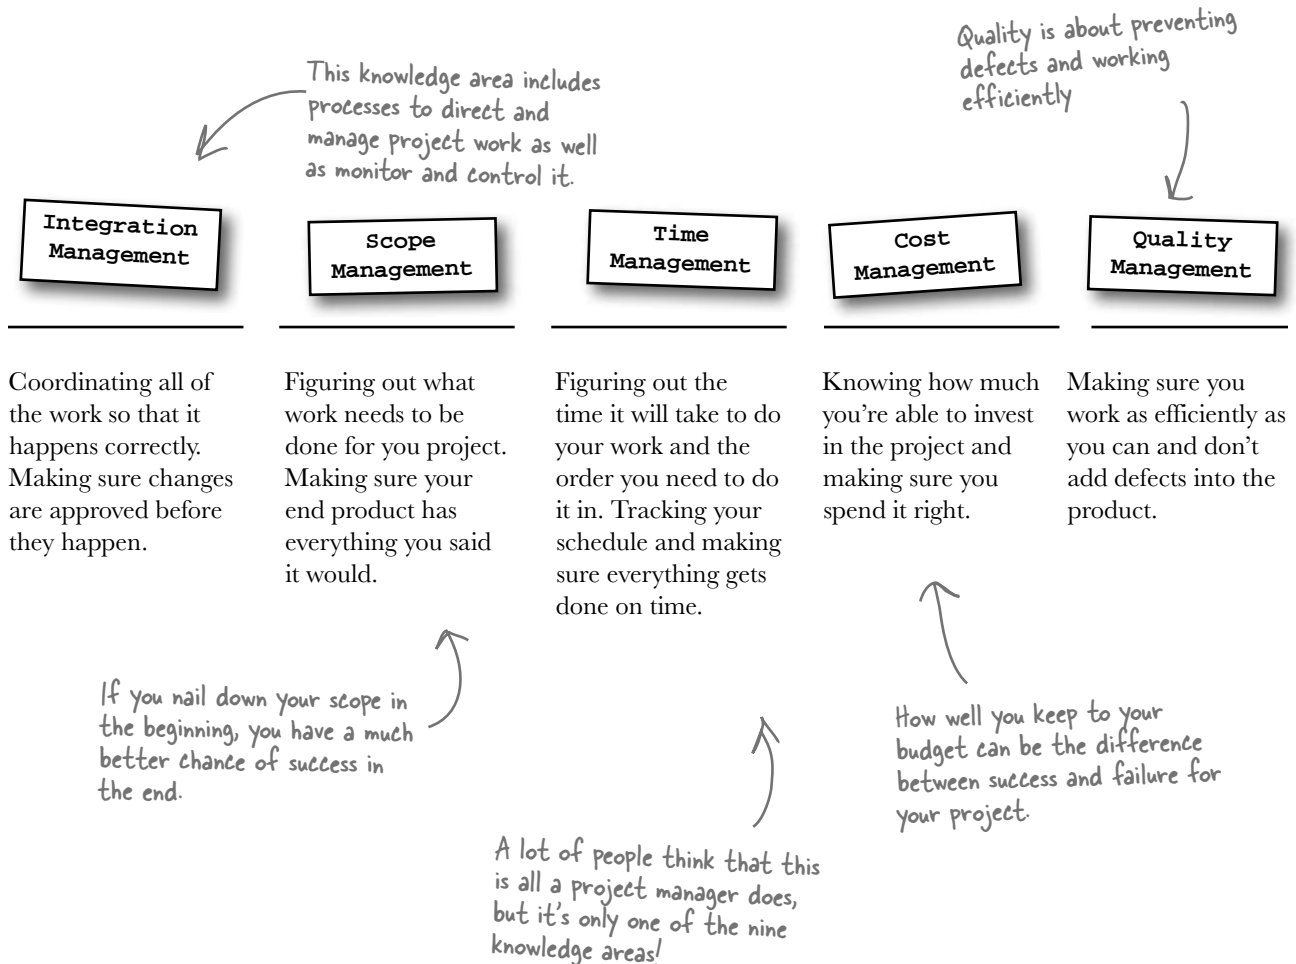 Quality is about preventing
defects and working
efficiently
This knowledge area includes
processes to direct and
manage project work as well
as monitor and control it.
Integration
Management
Scope
Management
Time
Management
Cost
Management
Quality
Management
Coordinating all of
the work so that it
happens correctly.
Making sure changes
are approved before
they happen.
Figuring out what
work needs to be
done for you project.
Making sure your
end product has
everything you said
it would.
Figuring out the
time it will take to do
your work and the
order you need to do
it in. Tracking your
schedule and making
sure everything gets
done on time.
Knowing how much
you're able to invest
in the project and
making sure you
spend it right.
Making sure you
work as efficiently as
you can and don't
add defects into the
product.
If you nail down your scope in
the beginning, you have a much
better chance of success in
the end.
A lot of people think that this
is all a project manager does,
but it's only one of the nine
knowledge areas!
How well you keep to your
budget can be the difference
between success and failure for
your project.